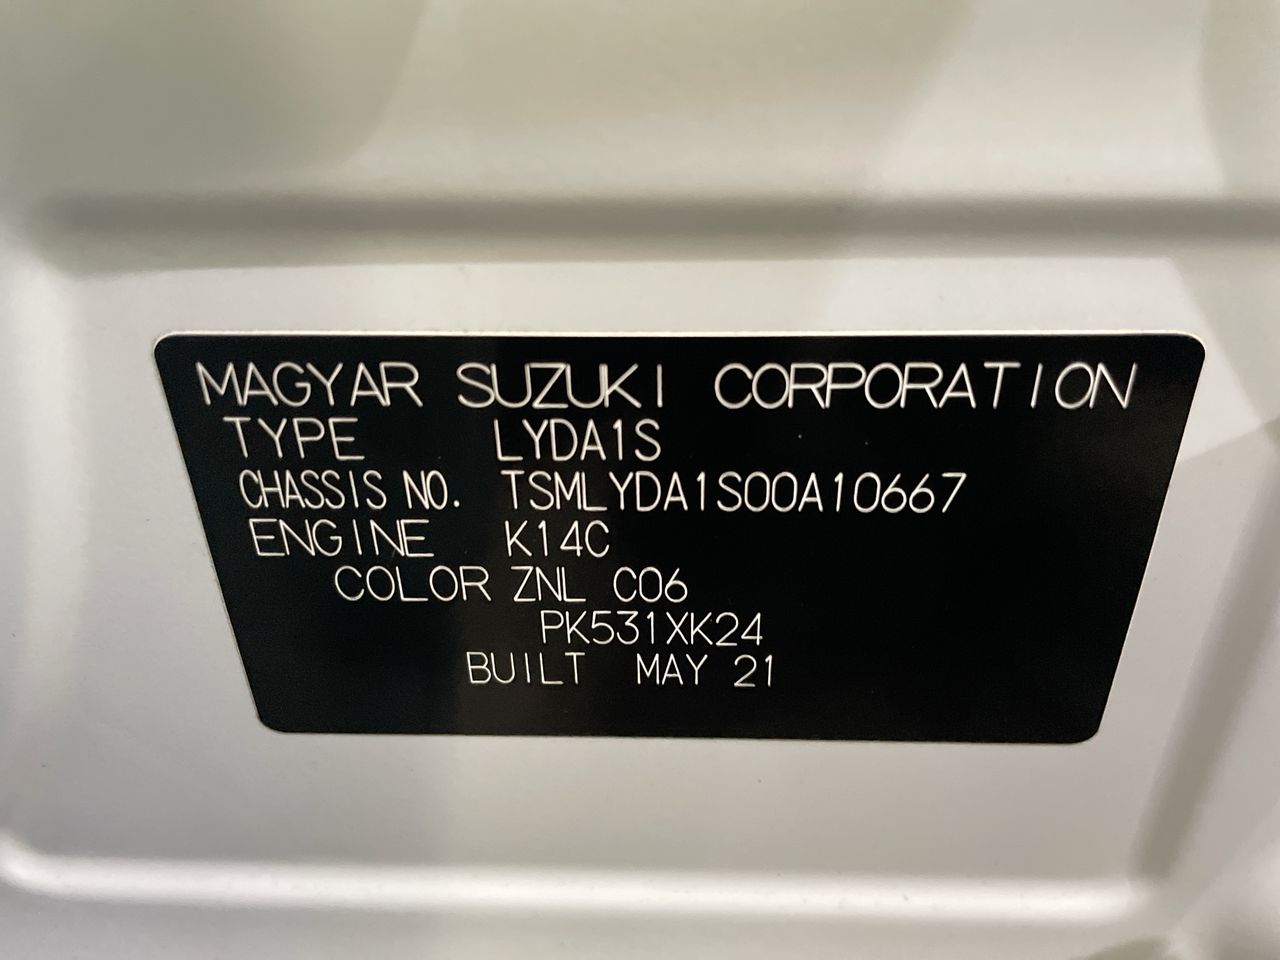 MAGYAR SUZUKI CORPORATION
TYPE LYDA1S
CHASSIS NO. TSMLYDA1S00A10667
ENGINE K14C
COLOR ZNL C06
PK531XK24
BUILT MAY 21